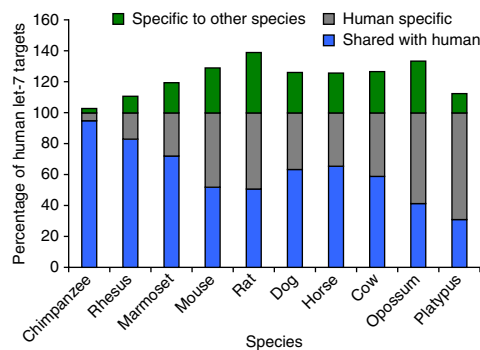 Specific to other species
Human specific
Shared with human
Percentage of human let-7 targets
160
140
120
100
80
60
40
20
0
Chimpanzee
Rhesus
Marmoset
Mouse
Rat
Dog
Horse
Cow
Opossum
Platypus
Species